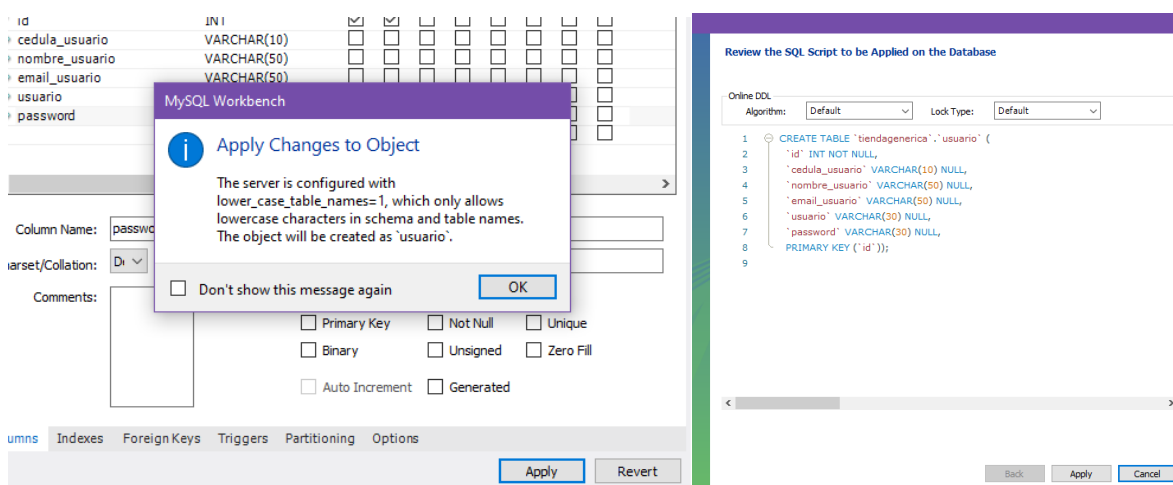 id INT
cedula_usuario VARCHAR(10)
nombre_usuario VARCHAR(50)
email_usuario VARCHAR(50)
usuario
password
MySQL Workbench
Apply Changes to Object
The server is configured with
lower_case_table_names=1, which only allows
lowercase characters in schema and table names.
The object will be created as `usuario`.
Don't show this message again
OK
Column Name: passwo
arset/Collation:
Comments:
Primary Key Not Null Unique
Binary Unsigned Zero Fill
Auto Increment Generated
umns Indexes Foreign Keys Triggers Partitioning Options
Apply Revert
Review the SQL Script to be Applied on the Database
Online DDL
Algorithm: Default Lock Type: Default
1 CREATE TABLE `tiendagenerica`.`usuario` (
2 `id` INT NOT NULL,
3 `cedula_usuario` VARCHAR(10) NULL,
4 `nombre_usuario` VARCHAR(50) NULL,
5 `email_usuario` VARCHAR(50) NULL,
6 `usuario` VARCHAR(30) NULL,
7 `password` VARCHAR(30) NULL,
8 PRIMARY KEY (`id`));
9
Back Apply Cancel